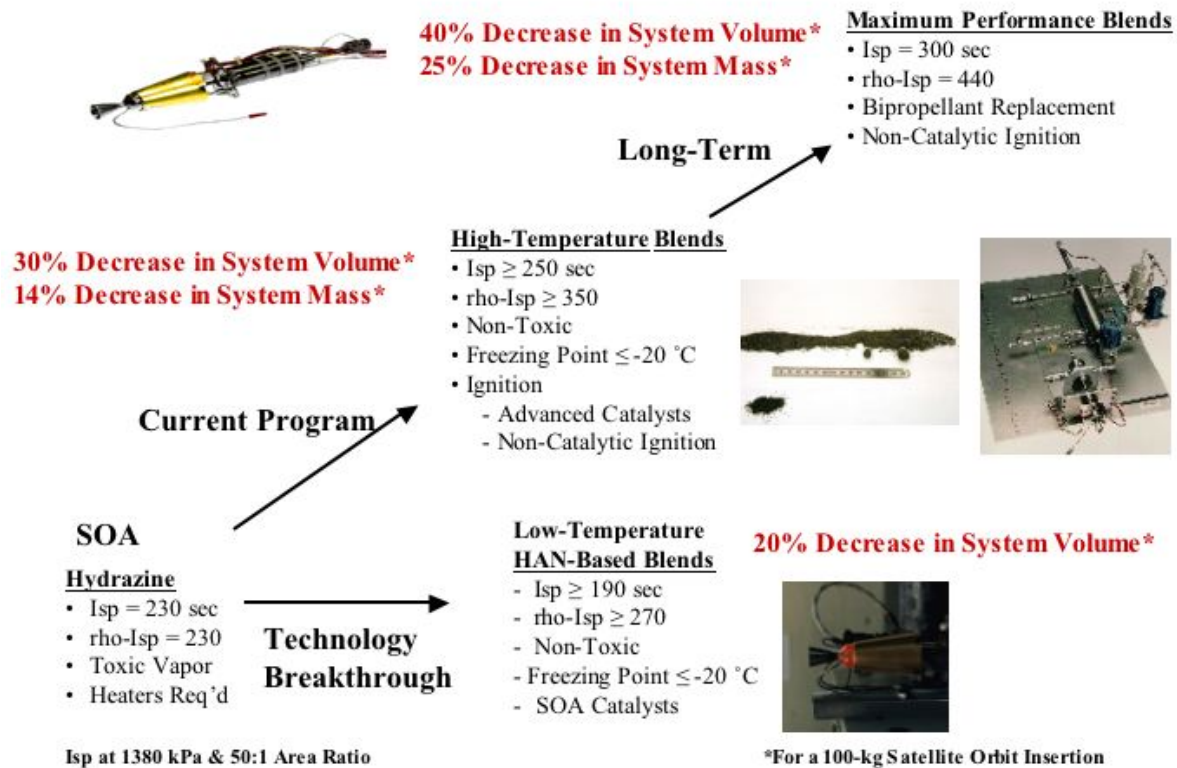 40% Decrease in System Volume*
25% Decrease in System Mass*
Maximum Performance Blends
• Isp = 300 sec
• rho-Isp = 440
• Bipropellant Replacement
• Non-Catalytic Ignition
Long-Term
30% Decrease in System Volume*
14% Decrease in System Mass*
High-Temperature Blends
• Isp ≥ 250 sec
• rho-Isp ≥ 350
• Non-Toxic
• Freezing Point ≤ -20 ˚C
• Ignition
- Advanced Catalysts
- Non-Catalytic Ignition
Current Program
SOA
Hydrazine
• Isp = 230 sec
• rho-Isp = 230
• Toxic Vapor
• Heaters Req'd
Technology
Breakthrough
Low-Temperature
HAN-Based Blends
- Isp ≥ 190 sec
- rho-Isp ≥ 270
- Non-Toxic
- Freezing Point ≤ -20 ˚C
- SOA Catalysts
20% Decrease in System Volume*
Isp at 1380 kPa & 50:1 Area Ratio
*For a 100-kg Satellite Orbit Insertion